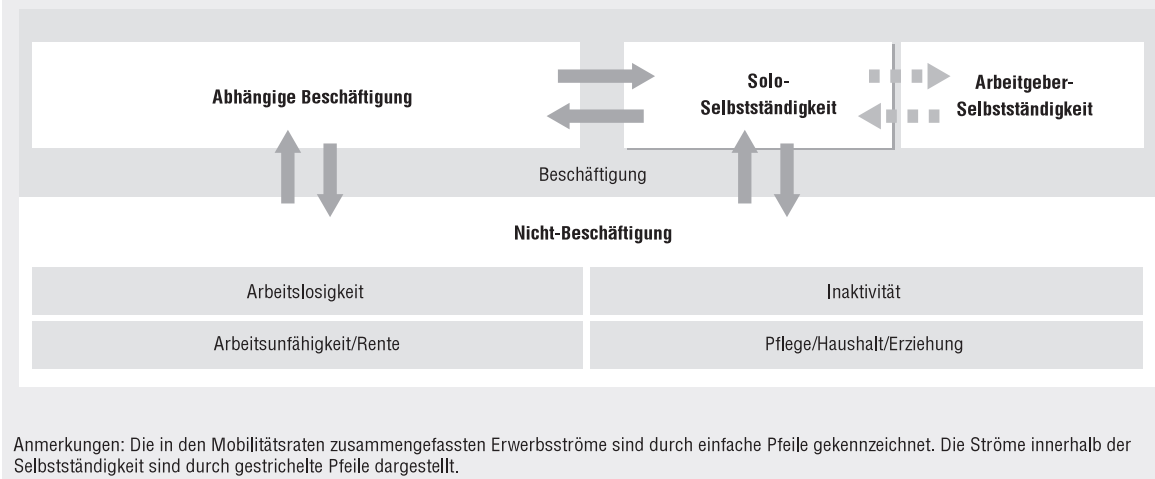 Abhängige Beschäftigung
Solo-
Selbstständigkeit
Arbeitgeber-
Selbstständigkeit
Beschäftigung
Nicht-Beschäftigung
Arbeitslosigkeit
Inaktivität
Arbeitsunfähigkeit/Rente
Pflege/Haushalt/Erziehung
Anmerkungen: Die in den Mobilitätsraten zusammengefassten Erwerbsströme sind durch einfache Pfeile gekennzeichnet. Die Ströme innerhalb der
Selbstständigkeit sind durch gestrichelte Pfeile dargestellt.